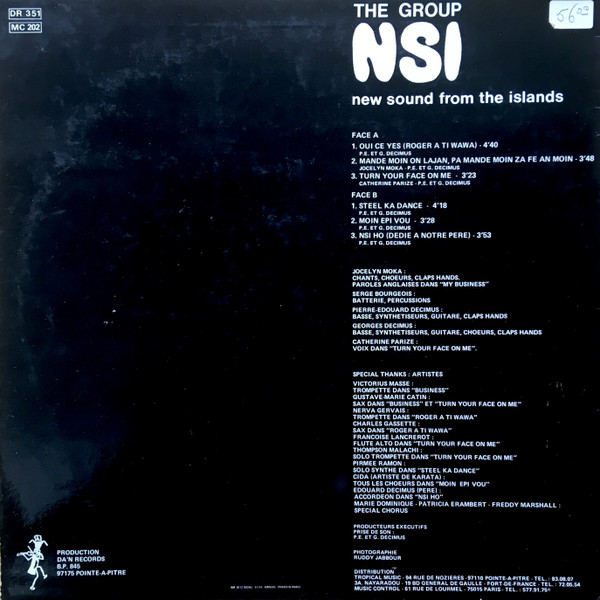 DR 351
MC 202
THE GROUP
NSI
new sound from the islands
FACE A
1. OUI CE YES (ROGER A TI WAWA) - 4'40
P.E. ET G. DECIMUS
2. MANDE MOIN ON LAJAN, PA MANDE MOIN ZA FE AN MOIN - 3'48
JOCELYN MOKA - P.E. ET G. DECIMUS
3. TURN YOUR FACE ON ME - 3'23
CATHERINE PARIZE - P.E. ET G. DECIMUS
FACE B
1. STEEL KA DANCE - 4'18
P.E. ET G. DECIMUS
2. MOIN EPI VOU - 3'28
P.E. ET G. DECIMUS
3. NSI HO (DEDIE A NOTRE PERE) - 3'53
P.E. ET G. DECIMUS
JOCELYN MOKA :
CHANTS, CHOEURS, CLAPS HANDS.
PAROLES ANGLAISES DANS "MY BUSINESS"
SERGE BOURGEOIS :
BATTERIE, PERCUSSIONS
PIERRE-EDOUARD DECIMUS :
BASSE, SYNTHETISEURS, GUITARE, CLAPS HANDS
GEORGES DECIMUS :
BASSE, SYNTHETISEURS, GUITARE, CHOEURS, CLAPS HANDS
CATHERINE PARIZE :
VOIX DANS "TURN YOUR FACE ON ME".
SPECIAL THANKS : ARTISTES
VICTORIUS MASSE :
TROMPETTE DANS "BUSINESS"
GUSTAVE-MARIE CATIN :
SAX DANS "BUSINESS" ET "TURN YOUR FACE ON ME"
NERVA GERVAIS :
TROMPETTE DANS "ROGER A TI WAWA"
CHARLES GASSETTE :
SAX DANS "ROGER A TI WAWA"
FRANCOISE LANCREROT :
FLUTE ALTO DANS "TURN YOUR FACE ON ME"
THOMPSON MALACHI :
SOLO TROMPETTE DANS "TURN YOUR FACE ON ME"
PIRMEE RAMON :
SOLO SYNTHE DANS "STEEL KA DANCE"
CIDA (ARTISTE DE KARATA) :
TOUS LES CHOEURS DANS "MOIN EPI VOU"
EDOUARD DECIMUS (PERE) :
ACCORDEON DANS "NSI HO"
MARIE DOMINIQUE - PATRICIA ERAMBERT - FREDDY MARSHALL :
SPECIAL CHORUS
PRODUCTEURS EXECUTIFS
PRISE DE SON :
P.E. ET G. DECIMUS
PHOTOGRAPHIE
RUDDY JABBOUR
DISTRIBUTION
TROPICAL MUSIC - 94 RUE DE NOZIERES - 97110 POINTE-A-PITRE - TEL. : 83.08.07
3A. NAYARADOU - 19 BD GENERAL DE GAULLE - FORT-DE-FRANCE - TEL. : 72.05.54
MUSIC CONTROL - 61 RUE DE LOURMEL - 75015 PARIS - TEL. : 577.91.75
PRODUCTION
DA'N RECORDS
B.P. 845
97175 POINTE-A-PITRE